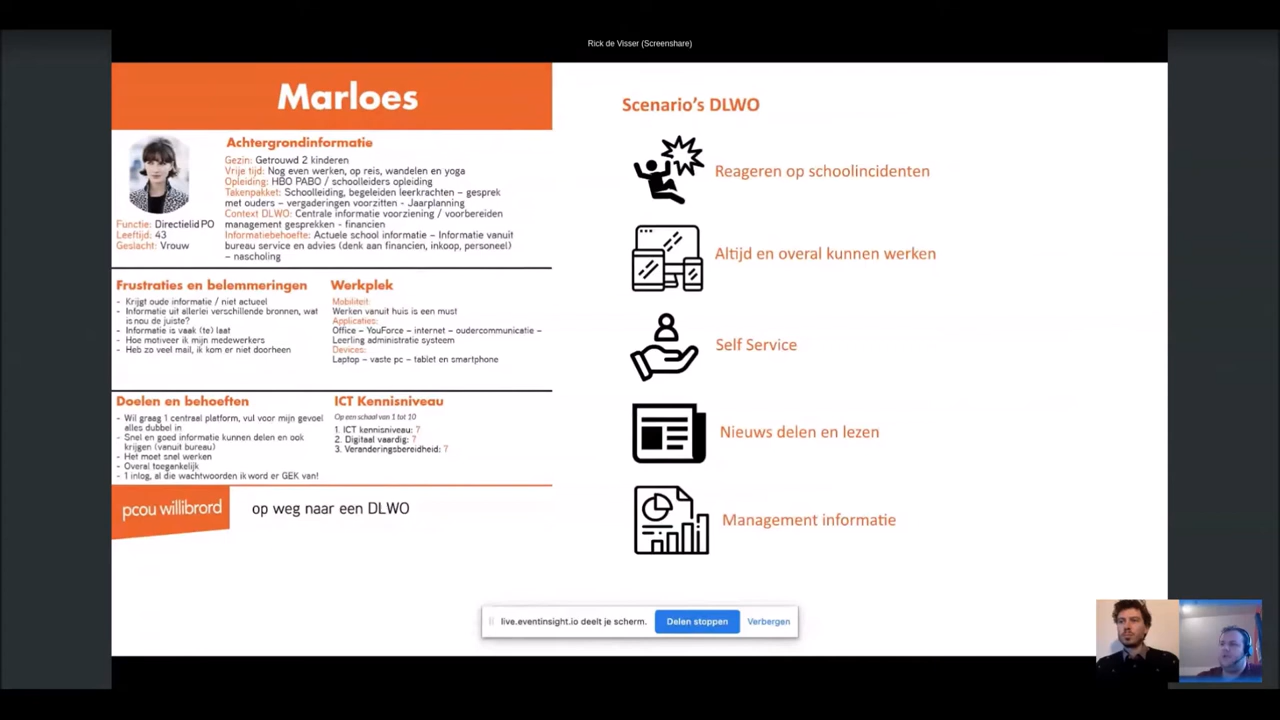 Rick de Visser (Screenshare)
Marloes
Achtergrondinformatie
Gezin: Getrouwd 2 kinderen
Vrije tijd: Nog even werken, op reis, wandelen en yoga
Opleiding: HBO PABO / schoolleiders opleiding
Takenpakket: Schoolleiding, begeleiden leerkrachten – gesprek
met ouders – vergaderingen voorzitten – Jaarplanning
Context DLWO: Centrale informatie voorziening / voorbereiden
management gesprekken - financien
Informatiebehoefte: Actuele school informatie – Informatie vanuit
bureau service en advies (denk aan financien, inkoop, personeel)
– nascholing
Functie: Directielid PO
Leeftijd: 43
Geslacht: Vrouw
Frustraties en belemmeringen
- Krijgt oude informatie / niet actueel
- Informatie uit allerlei verschillende bronnen, wat
is nou de juiste?
- Informatie is vaak (te) laat
- Hoe motiveer ik mijn medewerkers
- Heb zo veel mail, ik kom er niet doorheen
Werkplek
Mobiliteit:
Werken vanuit huis is een must
Applicaties:
Office – YouForce – internet – oudercommunicatie –
Leerling administratie systeem
Devices:
Laptop – vaste pc – tablet en smartphone
Doelen en behoeften
- Wil graag 1 centraal platform, vul voor mijn gevoel
alles dubbel in
- Snel en goed informatie kunnen delen en ook
krijgen (vanuit bureau)
- Het moet snel werken
- Overal toegankelijk
- 1 inlog, al die wachtwoorden ik word er GEK van!
ICT Kennisniveau
Op een schaal van 1 tot 10
1. ICT kennisniveau: 7
2. Digitaal vaardig: 7
3. Veranderingsbereidheid: 7
pcou willibrord
op weg naar een DLWO
Scenario's DLWO
Reageren op schoolincidenten
Altijd en overal kunnen werken
Self Service
Nieuws delen en lezen
Management informatie
live.eventinsight.io deelt je scherm.
Delen stoppen
Verbergen